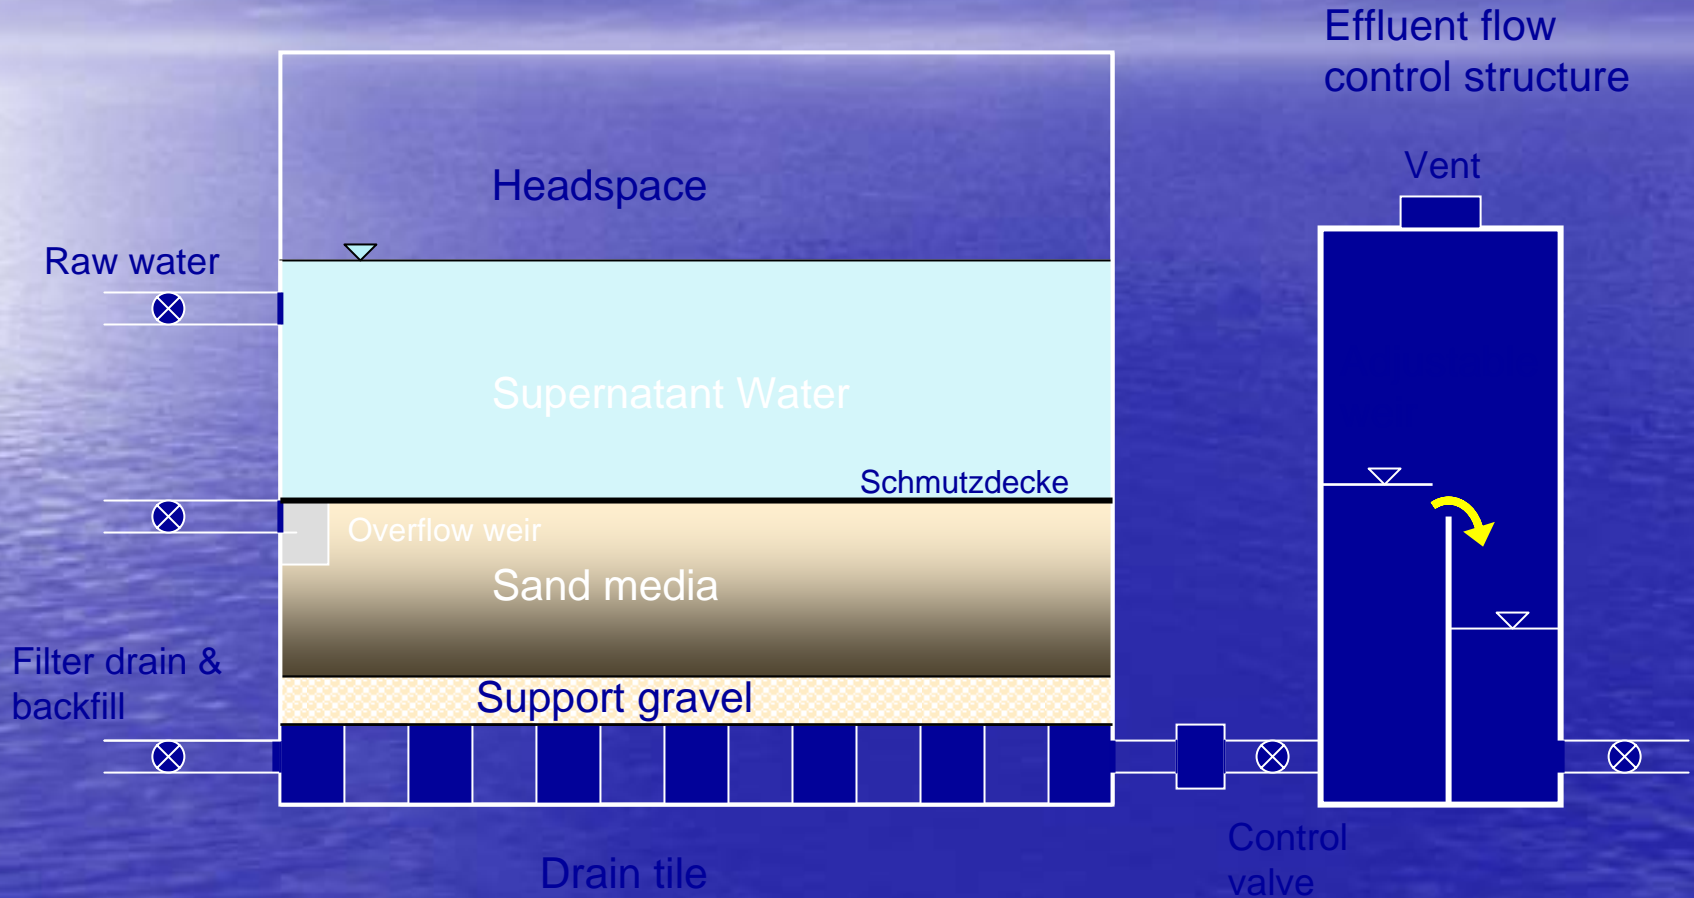 Effluent flow
control structure
Vent
Headspace
Raw water
Supernatant Water
Schmutzdecke
Overflow weir
Sand media
Filter drain &
backfill
Support gravel
Control
valve
Drain tile